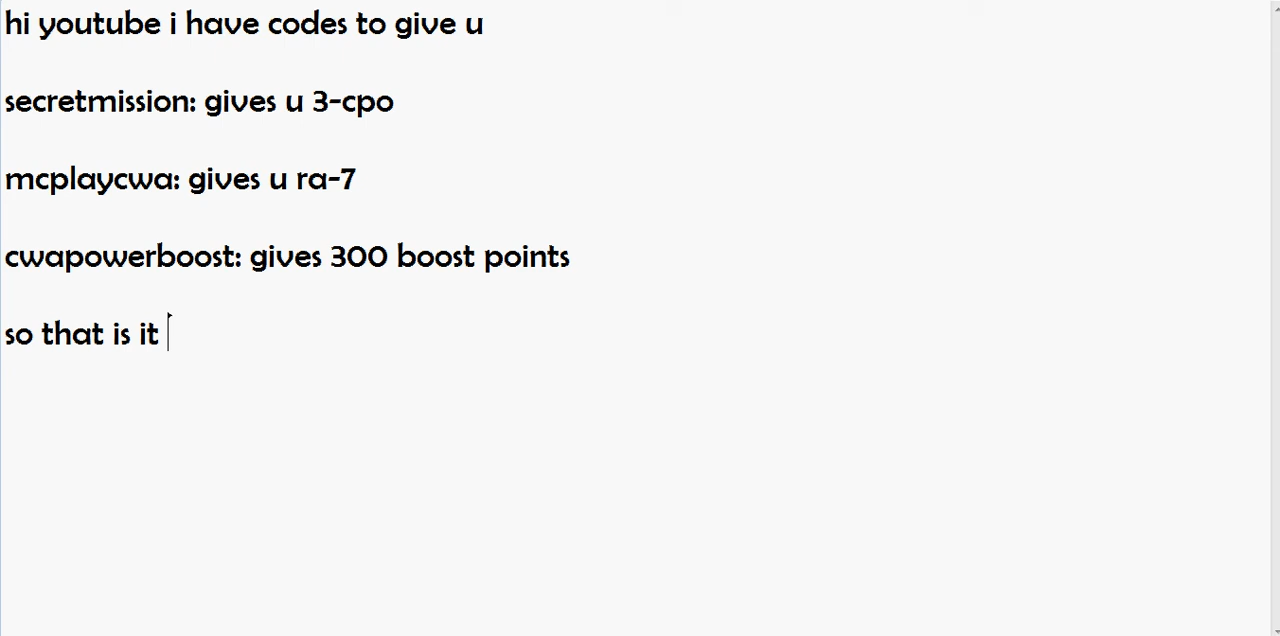 hi youtube i have codes to give u
secretmission: gives u 3-cpo
mcplaycwa: gives u ra-7
cwapowerboost: gives 300 boost points
so that is it